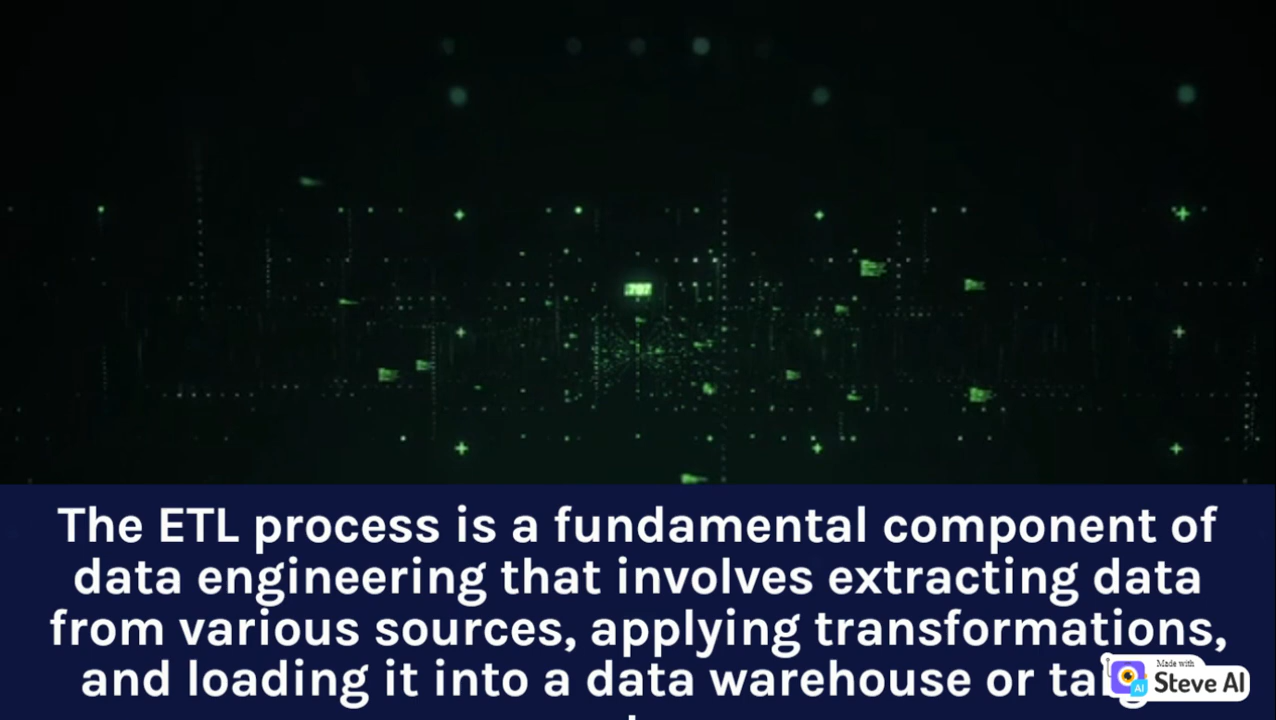 The ETL process is a fundamental component of
data engineering that involves extracting data
from various sources, applying transformations,
and loading it into a data warehouse or
Made with
Steve AI
AI